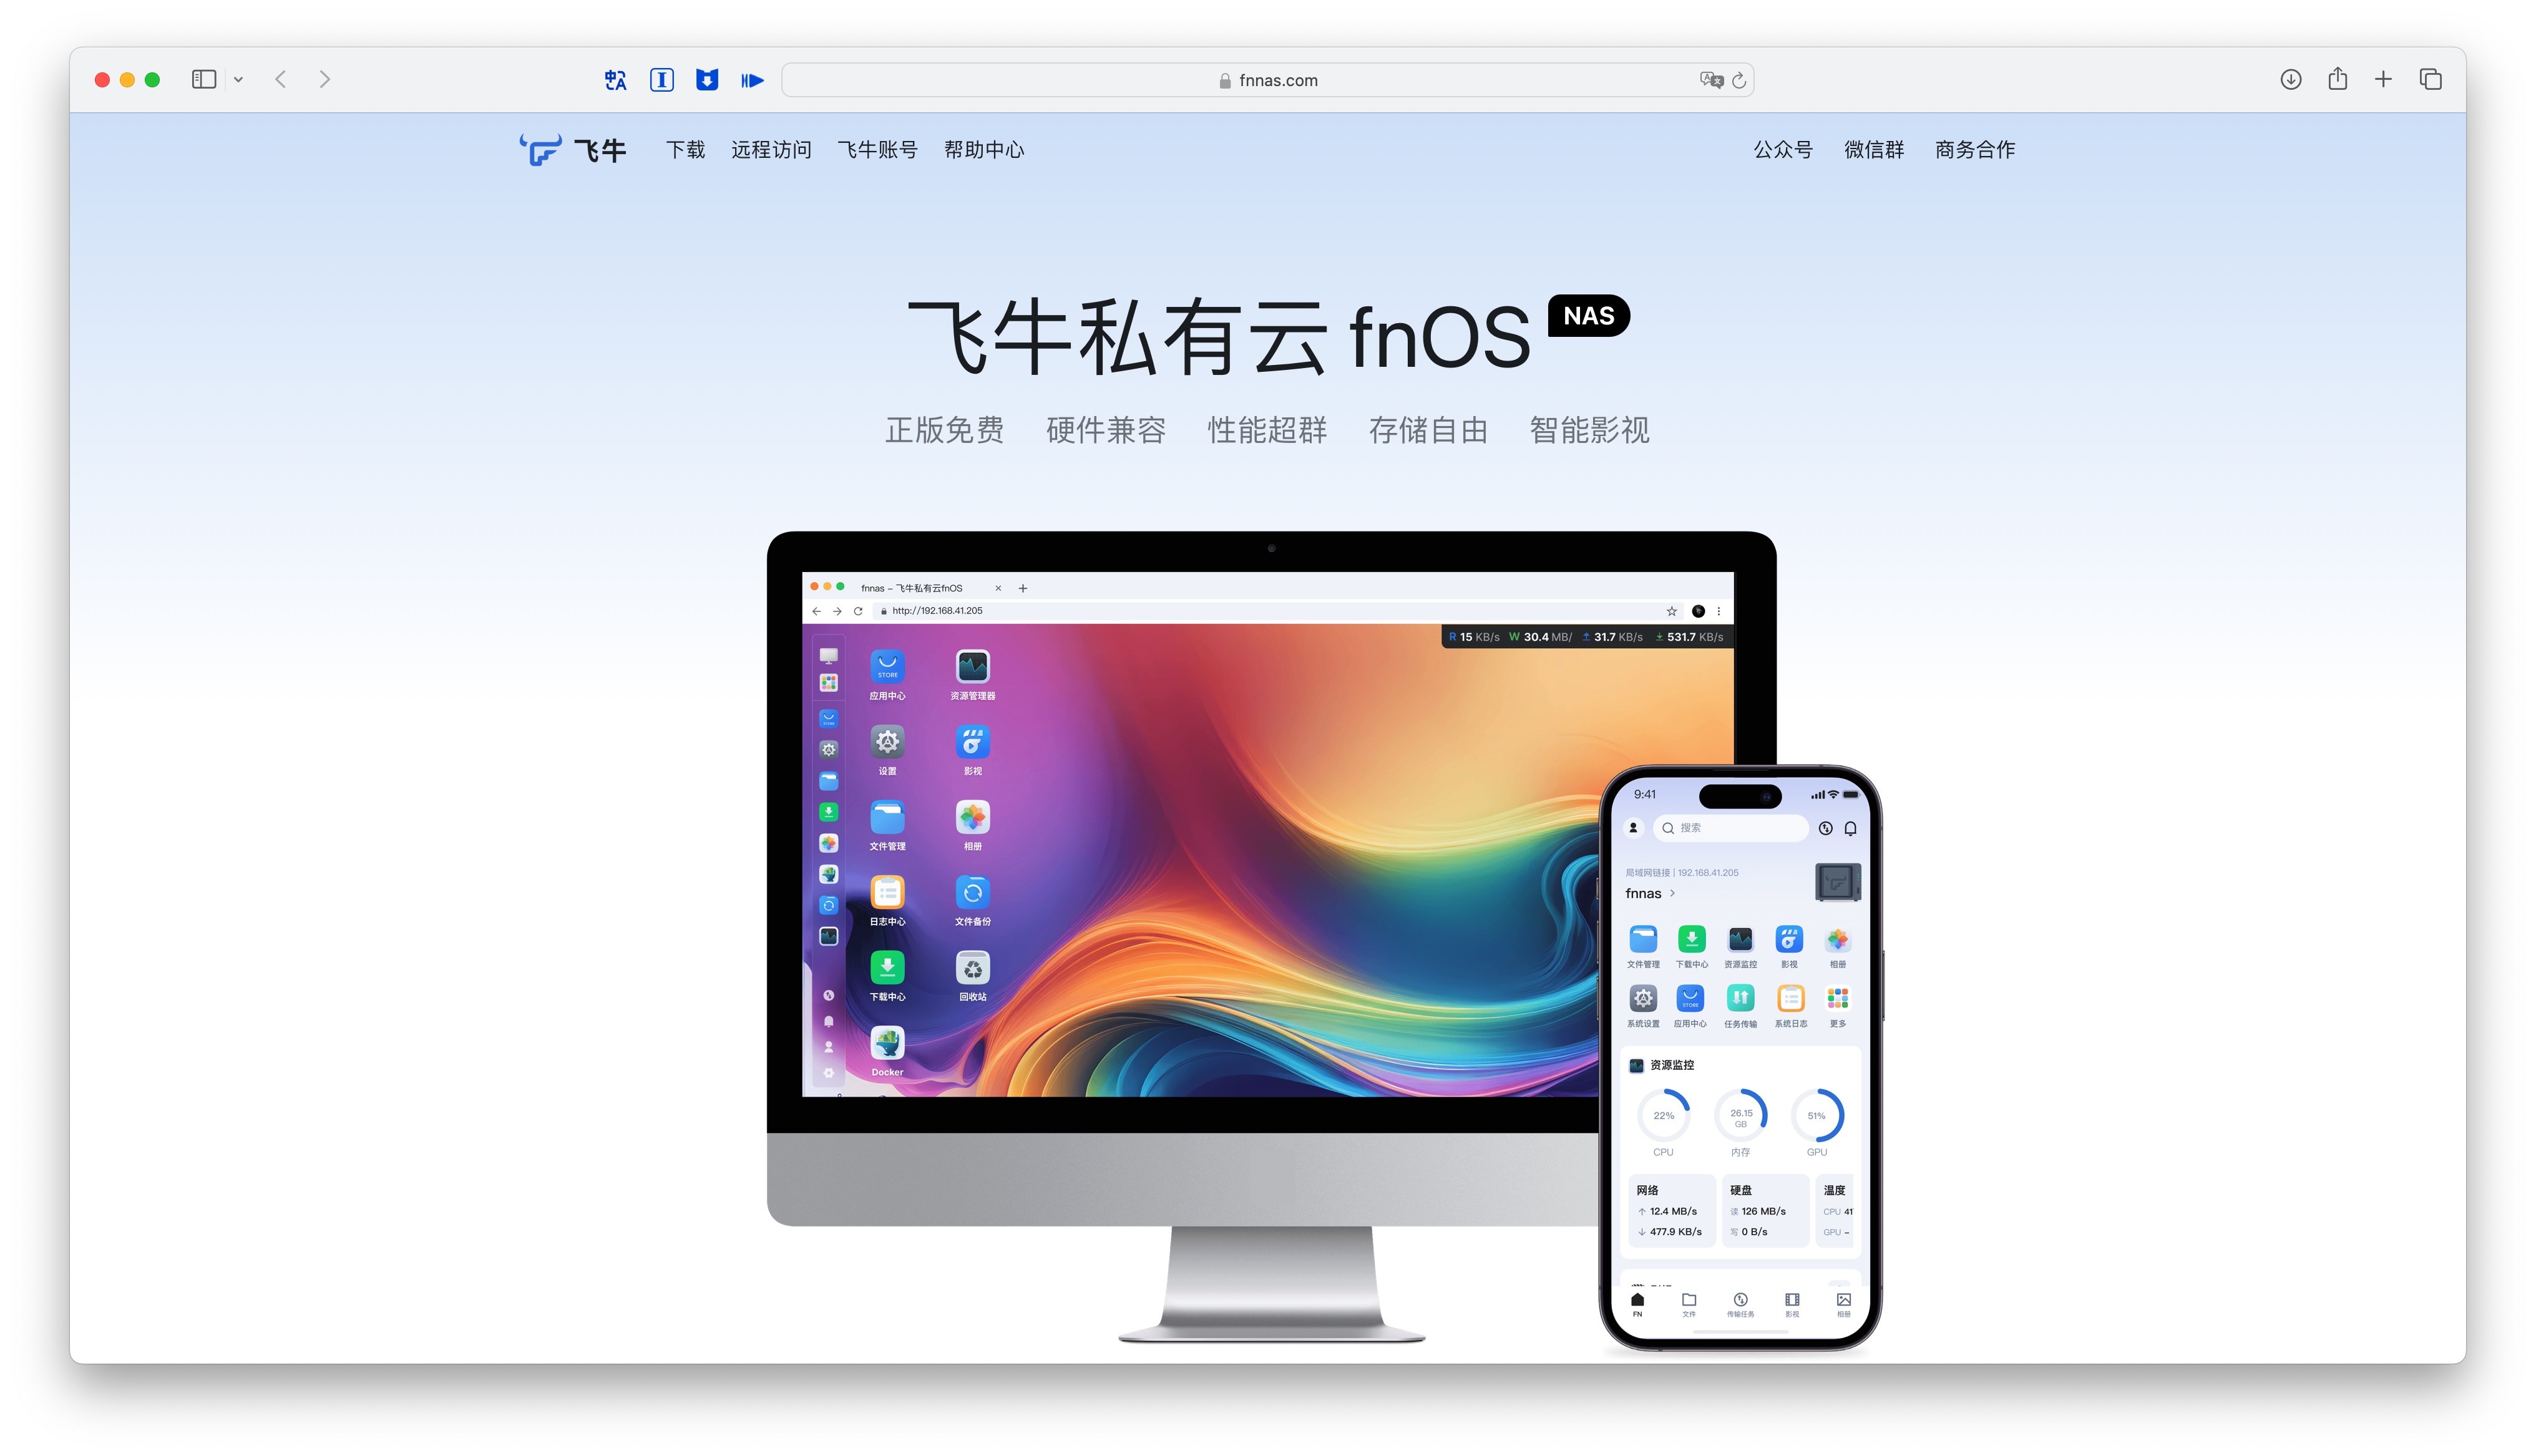 fnnas.com
飞牛 下载 远程访问 飞牛账号 帮助中心 公众号 微信群 商务合作
飞牛私有云 fnOS NAS
正版免费 硬件兼容 性能超群 存储自由 智能影视
fnnas – 飞牛私有云fnOS
http://192.168.41.205
R 15 KB/s W 30.4 MB/ 31.7 KB/s 531.7 KB/s
STORE
应用中心 资源管理器
设置 影视
文件管理 相册
日志中心 文件备份
下载中心 回收站
Docker
9:41
搜索
局域网链接 | 192.168.41.205
fnnas
文件管理 下载中心 资源监控 影视 相册
STORE
系统设置 应用中心 任务传输 系统日志 更多
资源监控
22% 26.15 GB 51%
CPU 内存 GPU
网络 硬盘 温度
12.4 MB/s 读 126 MB/s CPU 41
477.9 KB/s 写 0 B/s GPU –
FN 文件 传输任务 影视 相册